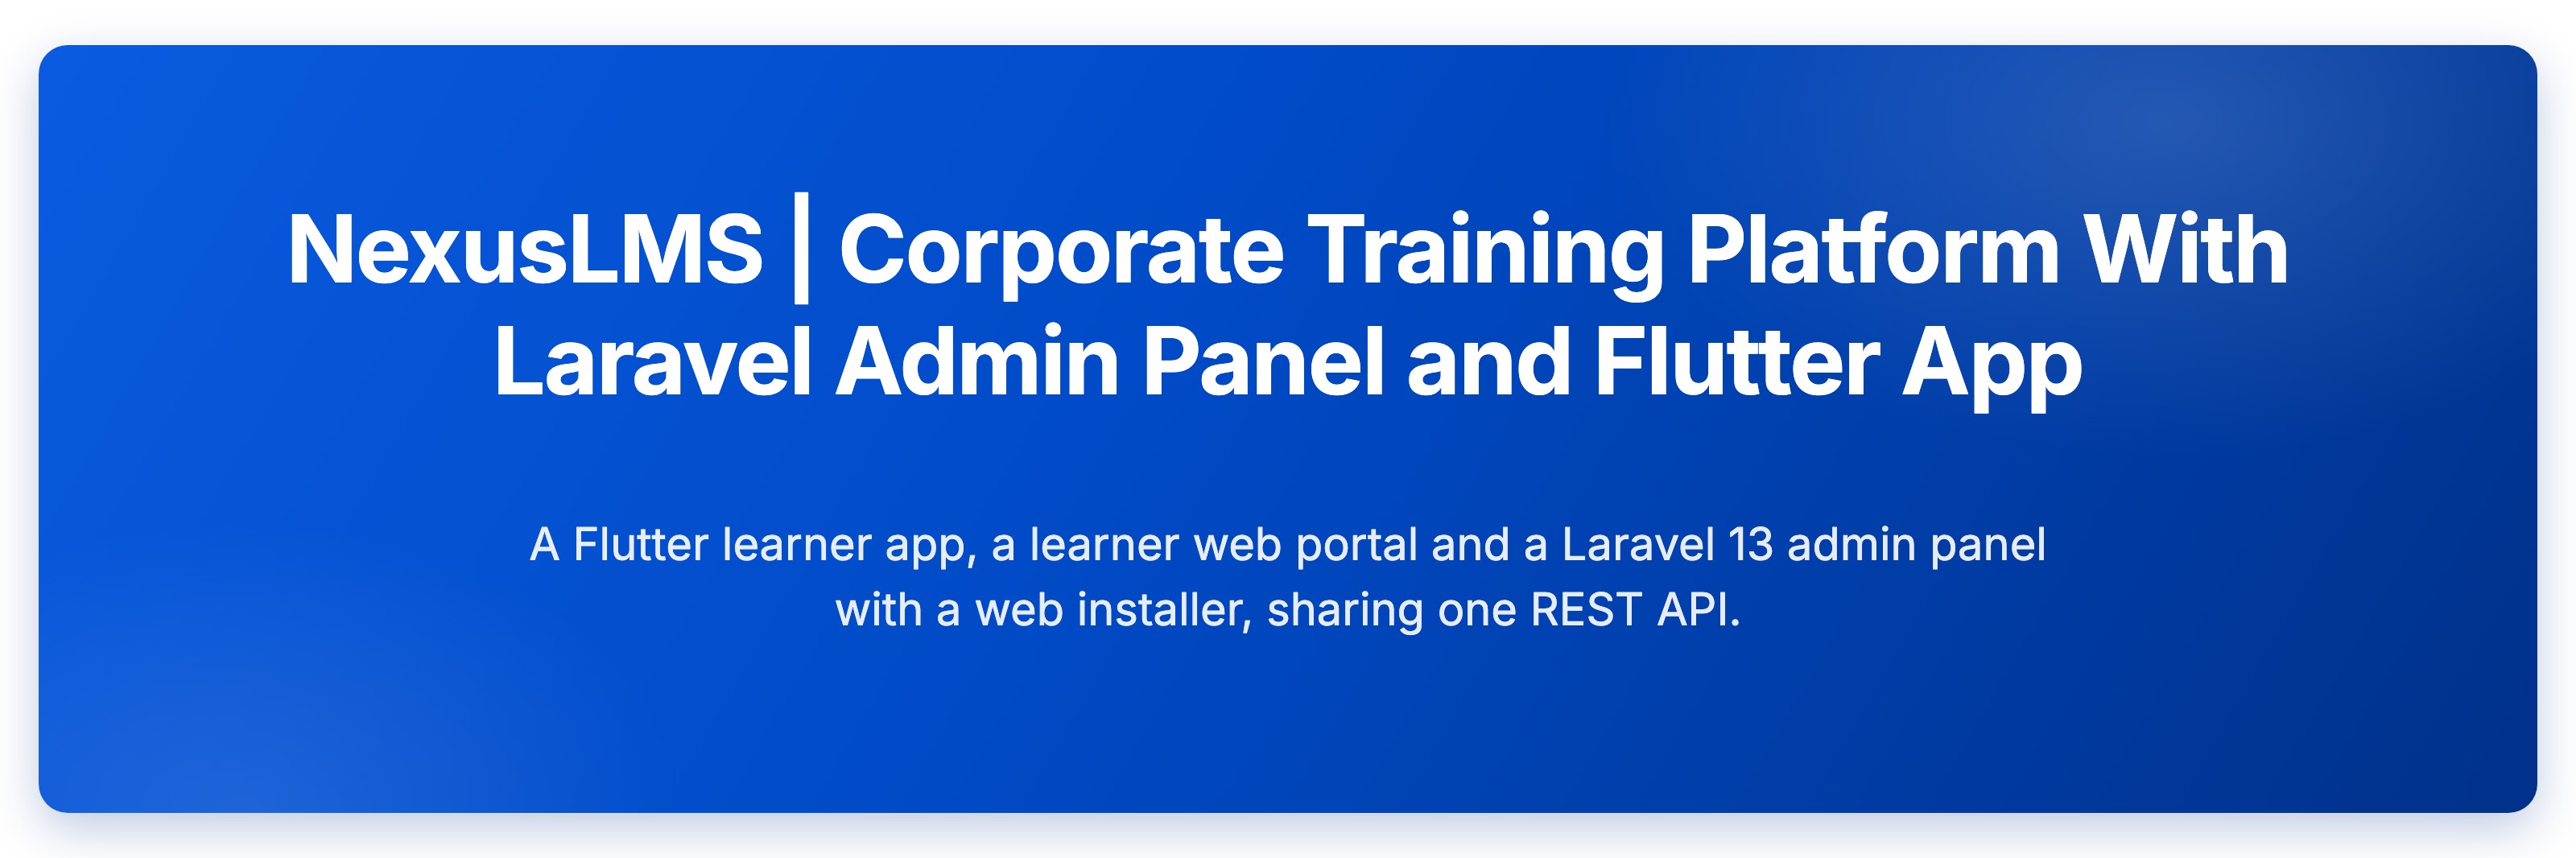 NexusLMS | Corporate Training Platform With
Laravel Admin Panel and Flutter App
A Flutter learner app, a learner web portal and a Laravel 13 admin panel
with a web installer, sharing one REST API.